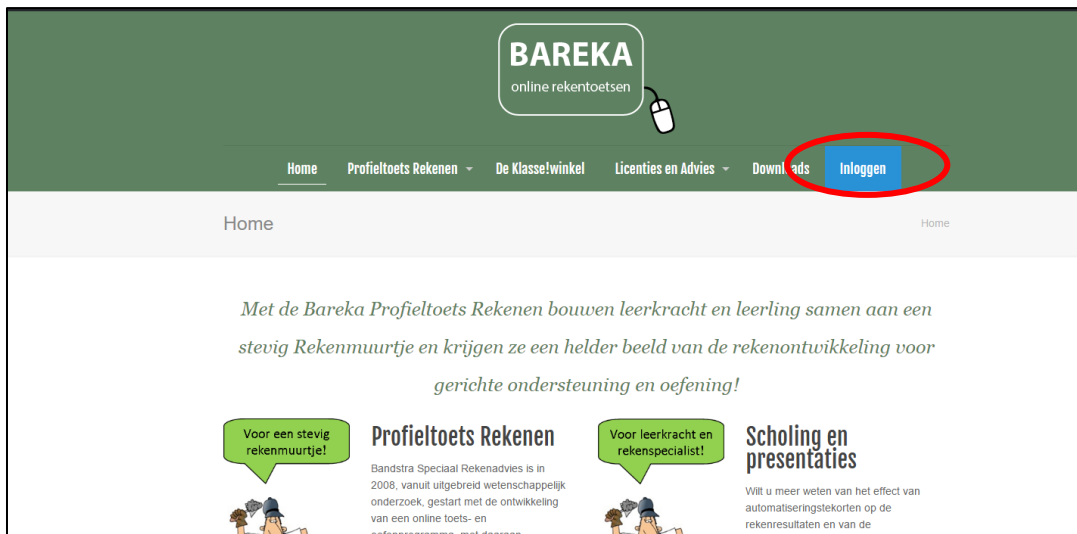 BAREKA
online rekentoetsen
Home Profieltoets Rekenen De Klasse!winkel Licenties en Advies Downloads Inloggen
Home
Home
Met de Bareka Profieltoets Rekenen bouwen leerkracht en leerling samen aan een
stevig Rekenmuurtje en krijgen ze een helder beeld van de rekenontwikkeling voor
gerichte ondersteuning en oefening!
Voor een stevig
rekenmuurtje!
Profieltoets Rekenen
Bandstra Speciaal Rekenadvies is in
2008, vanuit uitgebreid wetenschappelijk
onderzoek, gestart met de ontwikkeling
van een online toets- en
Voor leerkracht en
rekenspecialist!
Scholing en
presentaties
Wilt u meer weten van het effect van
automatiseringstekorten op de
rekenresultaten en van de